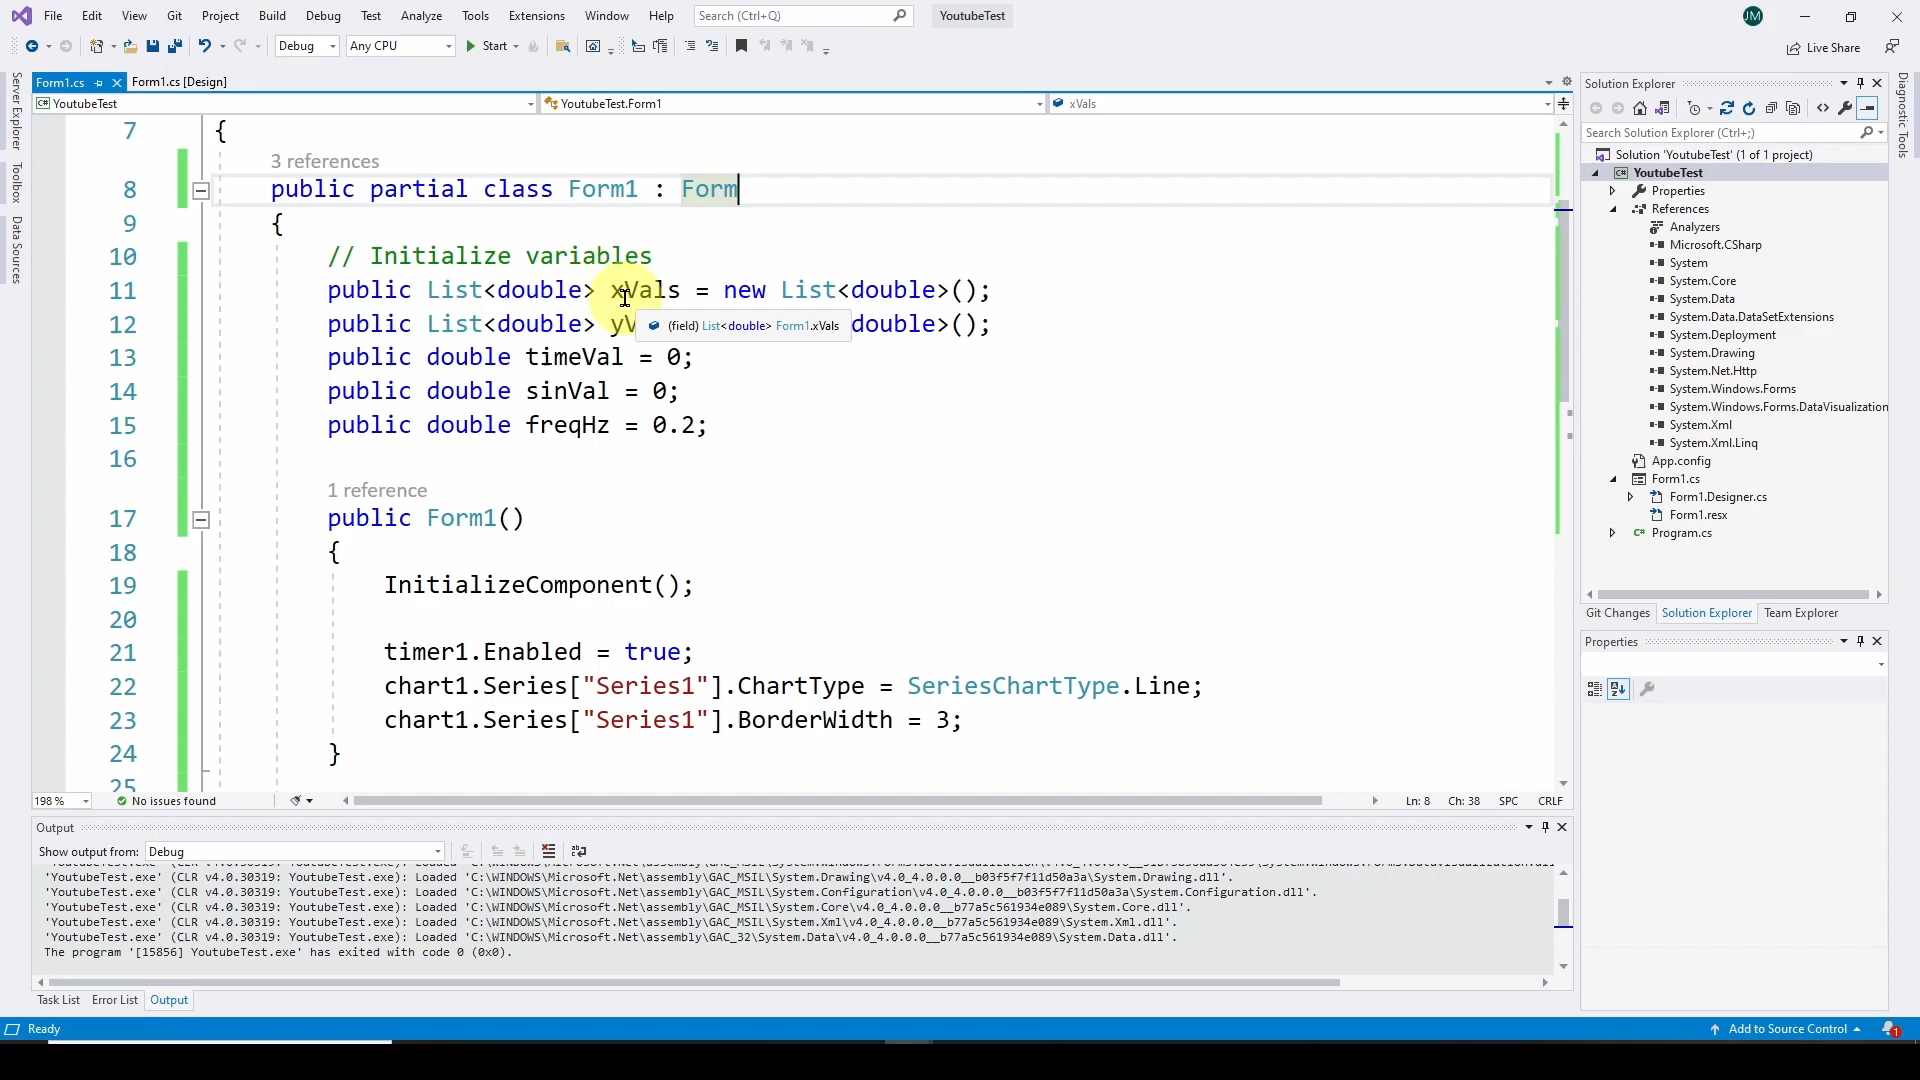 File Edit View Git Project Build Debug Test Analyze Tools Extensions Window Help Search (Ctrl+Q) YoutubeTest JM
Debug Any CPU Start Live Share
Server Explorer
Toolbox
Data Sources
Form1.cs Form1.cs [Design]
C# YoutubeTest YoutubeTest.Form1 xVals
7 {
3 references
8 public partial class Form1 : Form
9 {
10 // Initialize variables
11 public List<double> xVals = new List<double>();
12 public List<double> yV double>();
(field) List<double> Form1.xVals
13 public double timeVal = 0;
14 public double sinVal = 0;
15 public double freqHz = 0.2;
16
1 reference
17 public Form1()
18 {
19 InitializeComponent();
20
21 timer1.Enabled = true;
22 chart1.Series["Series1"].ChartType = SeriesChartType.Line;
23 chart1.Series["Series1"].BorderWidth = 3;
24 }
25
198 % No issues found Ln: 8 Ch: 38 SPC CRLF
Output
Show output from: Debug
'YoutubeTest.exe' (CLR v4.0.30319: YoutubeTest.exe): Loaded 'C:\WINDOWS\Microsoft.Net\assembly\GAC_MSIL\System.Drawing\v4.0_4.0.0.0__b03f5f7f11d50a3a\System.Drawing.dll'.
'YoutubeTest.exe' (CLR v4.0.30319: YoutubeTest.exe): Loaded 'C:\WINDOWS\Microsoft.Net\assembly\GAC_MSIL\System.Configuration\v4.0_4.0.0.0__b03f5f7f11d50a3a\System.Configuration.dll'.
'YoutubeTest.exe' (CLR v4.0.30319: YoutubeTest.exe): Loaded 'C:\WINDOWS\Microsoft.Net\assembly\GAC_MSIL\System.Core\v4.0_4.0.0.0__b77a5c561934e089\System.Core.dll'.
'YoutubeTest.exe' (CLR v4.0.30319: YoutubeTest.exe): Loaded 'C:\WINDOWS\Microsoft.Net\assembly\GAC_MSIL\System.Xml\v4.0_4.0.0.0__b77a5c561934e089\System.Xml.dll'.
'YoutubeTest.exe' (CLR v4.0.30319: YoutubeTest.exe): Loaded 'C:\WINDOWS\Microsoft.Net\assembly\GAC_32\System.Data\v4.0_4.0.0.0__b77a5c561934e089\System.Data.dll'.
The program '[15856] YoutubeTest.exe' has exited with code 0 (0x0).
Task List Error List Output
Solution Explorer
Search Solution Explorer (Ctrl+;)
Solution 'YoutubeTest' (1 of 1 project)
C# YoutubeTest
Properties
References
Analyzers
Microsoft.CSharp
System
System.Core
System.Data
System.Data.DataSetExtensions
System.Deployment
System.Drawing
System.Net.Http
System.Windows.Forms
System.Windows.Forms.DataVisualization
System.Xml
System.Xml.Linq
App.config
Form1.cs
Form1.Designer.cs
Form1.resx
C# Program.cs
Git Changes Solution Explorer Team Explorer
Properties
Diagnostic Tools
Ready Add to Source Control 1